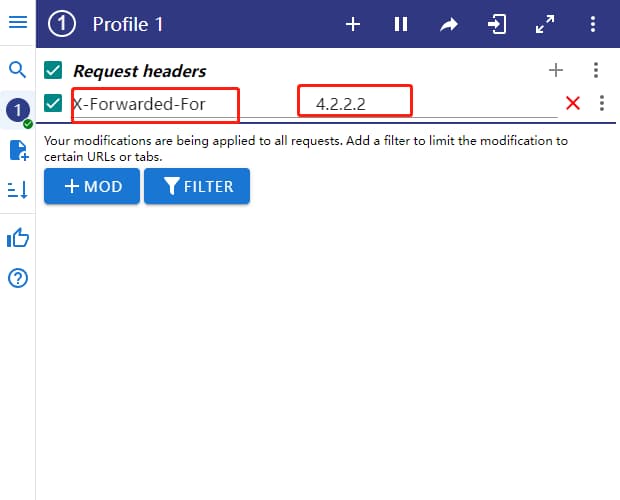 1 Profile 1
Request headers
1
X-Forwarded-For 4.2.2.2
Your modifications are being applied to all requests. Add a filter to limit the modification to
certain URLs or tabs.
+ MOD FILTER